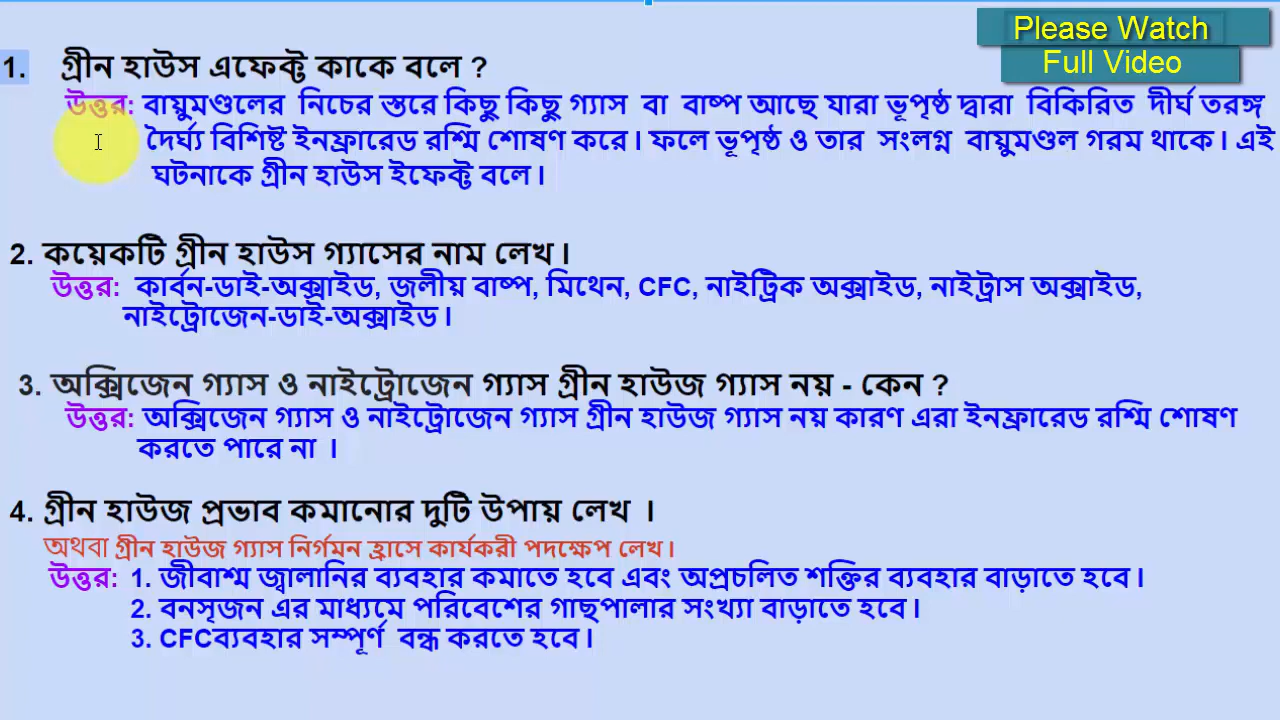 Please Watch
Full Video
1. গ্রীন হাউস এফেক্ট কাকে বলে ?
উত্তর: বায়ুমণ্ডলের নিচের স্তরে কিছু কিছু গ্যাস বা বাষ্প আছে যারা ভূপৃষ্ঠ দ্বারা বিকিরিত দীর্ঘ তরঙ্গ
দৈর্ঘ্য বিশিষ্ট ইনফ্রারেড রশ্মি শোষণ করে। ফলে ভূপৃষ্ঠ ও তার সংলগ্ন বায়ুমণ্ডল গরম থাকে। এই
ঘটনাকে গ্রীন হাউস ইফেক্ট বলে।
2. কয়েকটি গ্রীন হাউস গ্যাসের নাম লেখ।
উত্তর: কার্বন-ডাই-অক্সাইড, জলীয় বাষ্প, মিথেন, CFC, নাইট্রিক অক্সাইড, নাইট্রাস অক্সাইড,
নাইট্রোজেন-ডাই-অক্সাইড।
3. অক্সিজেন গ্যাস ও নাইট্রোজেন গ্যাস গ্রীন হাউজ গ্যাস নয় - কেন ?
উত্তর: অক্সিজেন গ্যাস ও নাইট্রোজেন গ্যাস গ্রীন হাউজ গ্যাস নয় কারণ এরা ইনফ্রারেড রশ্মি শোষণ
করতে পারে না ।
4. গ্রীন হাউজ প্রভাব কমানোর দুটি উপায় লেখ ।
অথবা গ্রীন হাউজ গ্যাস নির্গমন হ্রাসে কার্যকরী পদক্ষেপ লেখ।
উত্তর: 1. জীবাশ্ম জ্বালানির ব্যবহার কমাতে হবে এবং অপ্রচলিত শক্তির ব্যবহার বাড়াতে হবে।
2. বনসৃজন এর মাধ্যমে পরিবেশের গাছপালার সংখ্যা বাড়াতে হবে।
3. CFCব্যবহার সম্পূর্ণ বন্ধ করতে হবে।